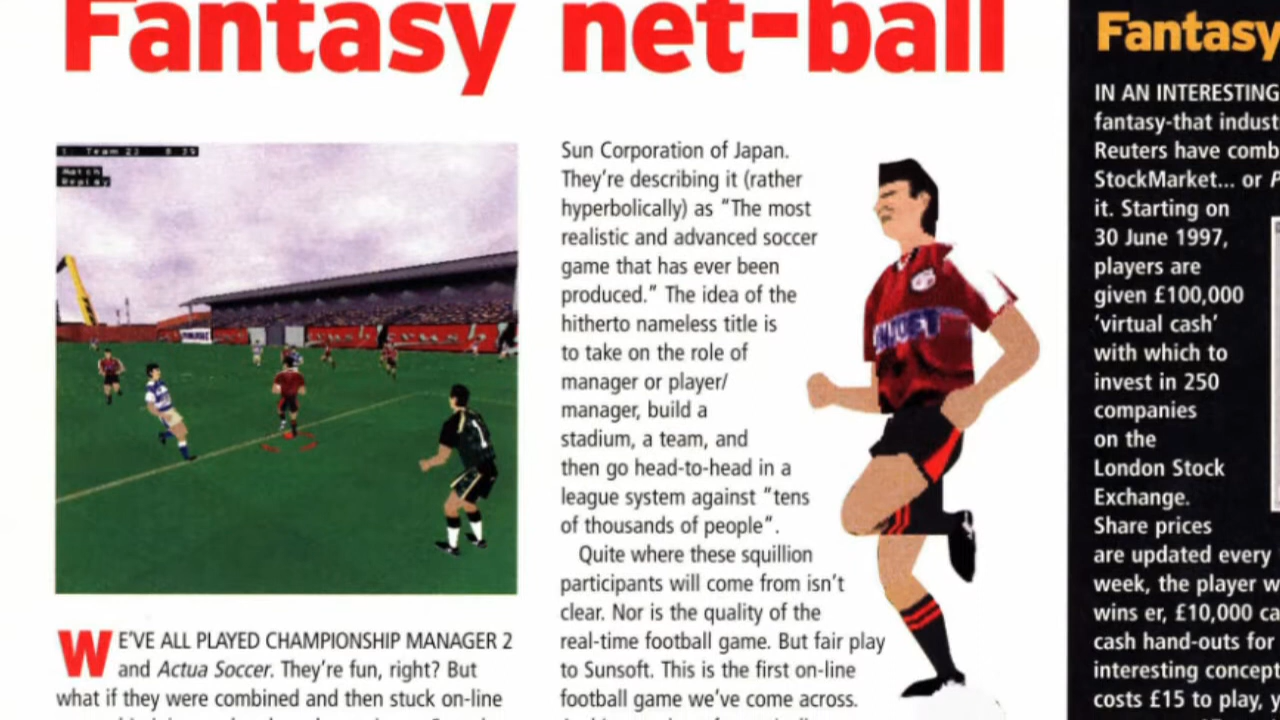 Fantasy net-ball
1: Team 22 0:39
Match
Replay
WE'VE ALL PLAYED CHAMPIONSHIP MANAGER 2
and Actua Soccer. They're fun, right? But
what if they were combined and then stuck on-line
Sun Corporation of Japan.
They're describing it (rather
hyperbolically) as “The most
realistic and advanced soccer
game that has ever been
produced.” The idea of the
hitherto nameless title is
to take on the role of
manager or player/
manager, build a
stadium, a team, and
then go head-to-head in a
league system against “tens
of thousands of people”.
Quite where these squillion
participants will come from isn't
clear. Nor is the quality of the
real-time football game. But fair play
to Sunsoft. This is the first on-line
football game we've come across.
Fantasy
IN AN INTERESTING
fantasy-that indust
Reuters have comb
StockMarket... or P
it. Starting on
30 June 1997,
players are
given £100,000
‘virtual cash’
with which to
invest in 250
companies
on the
London Stock
Exchange.
Share prices
are updated every
week, the player w
wins er, £10,000 ca
cash hand-outs for
interesting concept
costs £15 to play, y